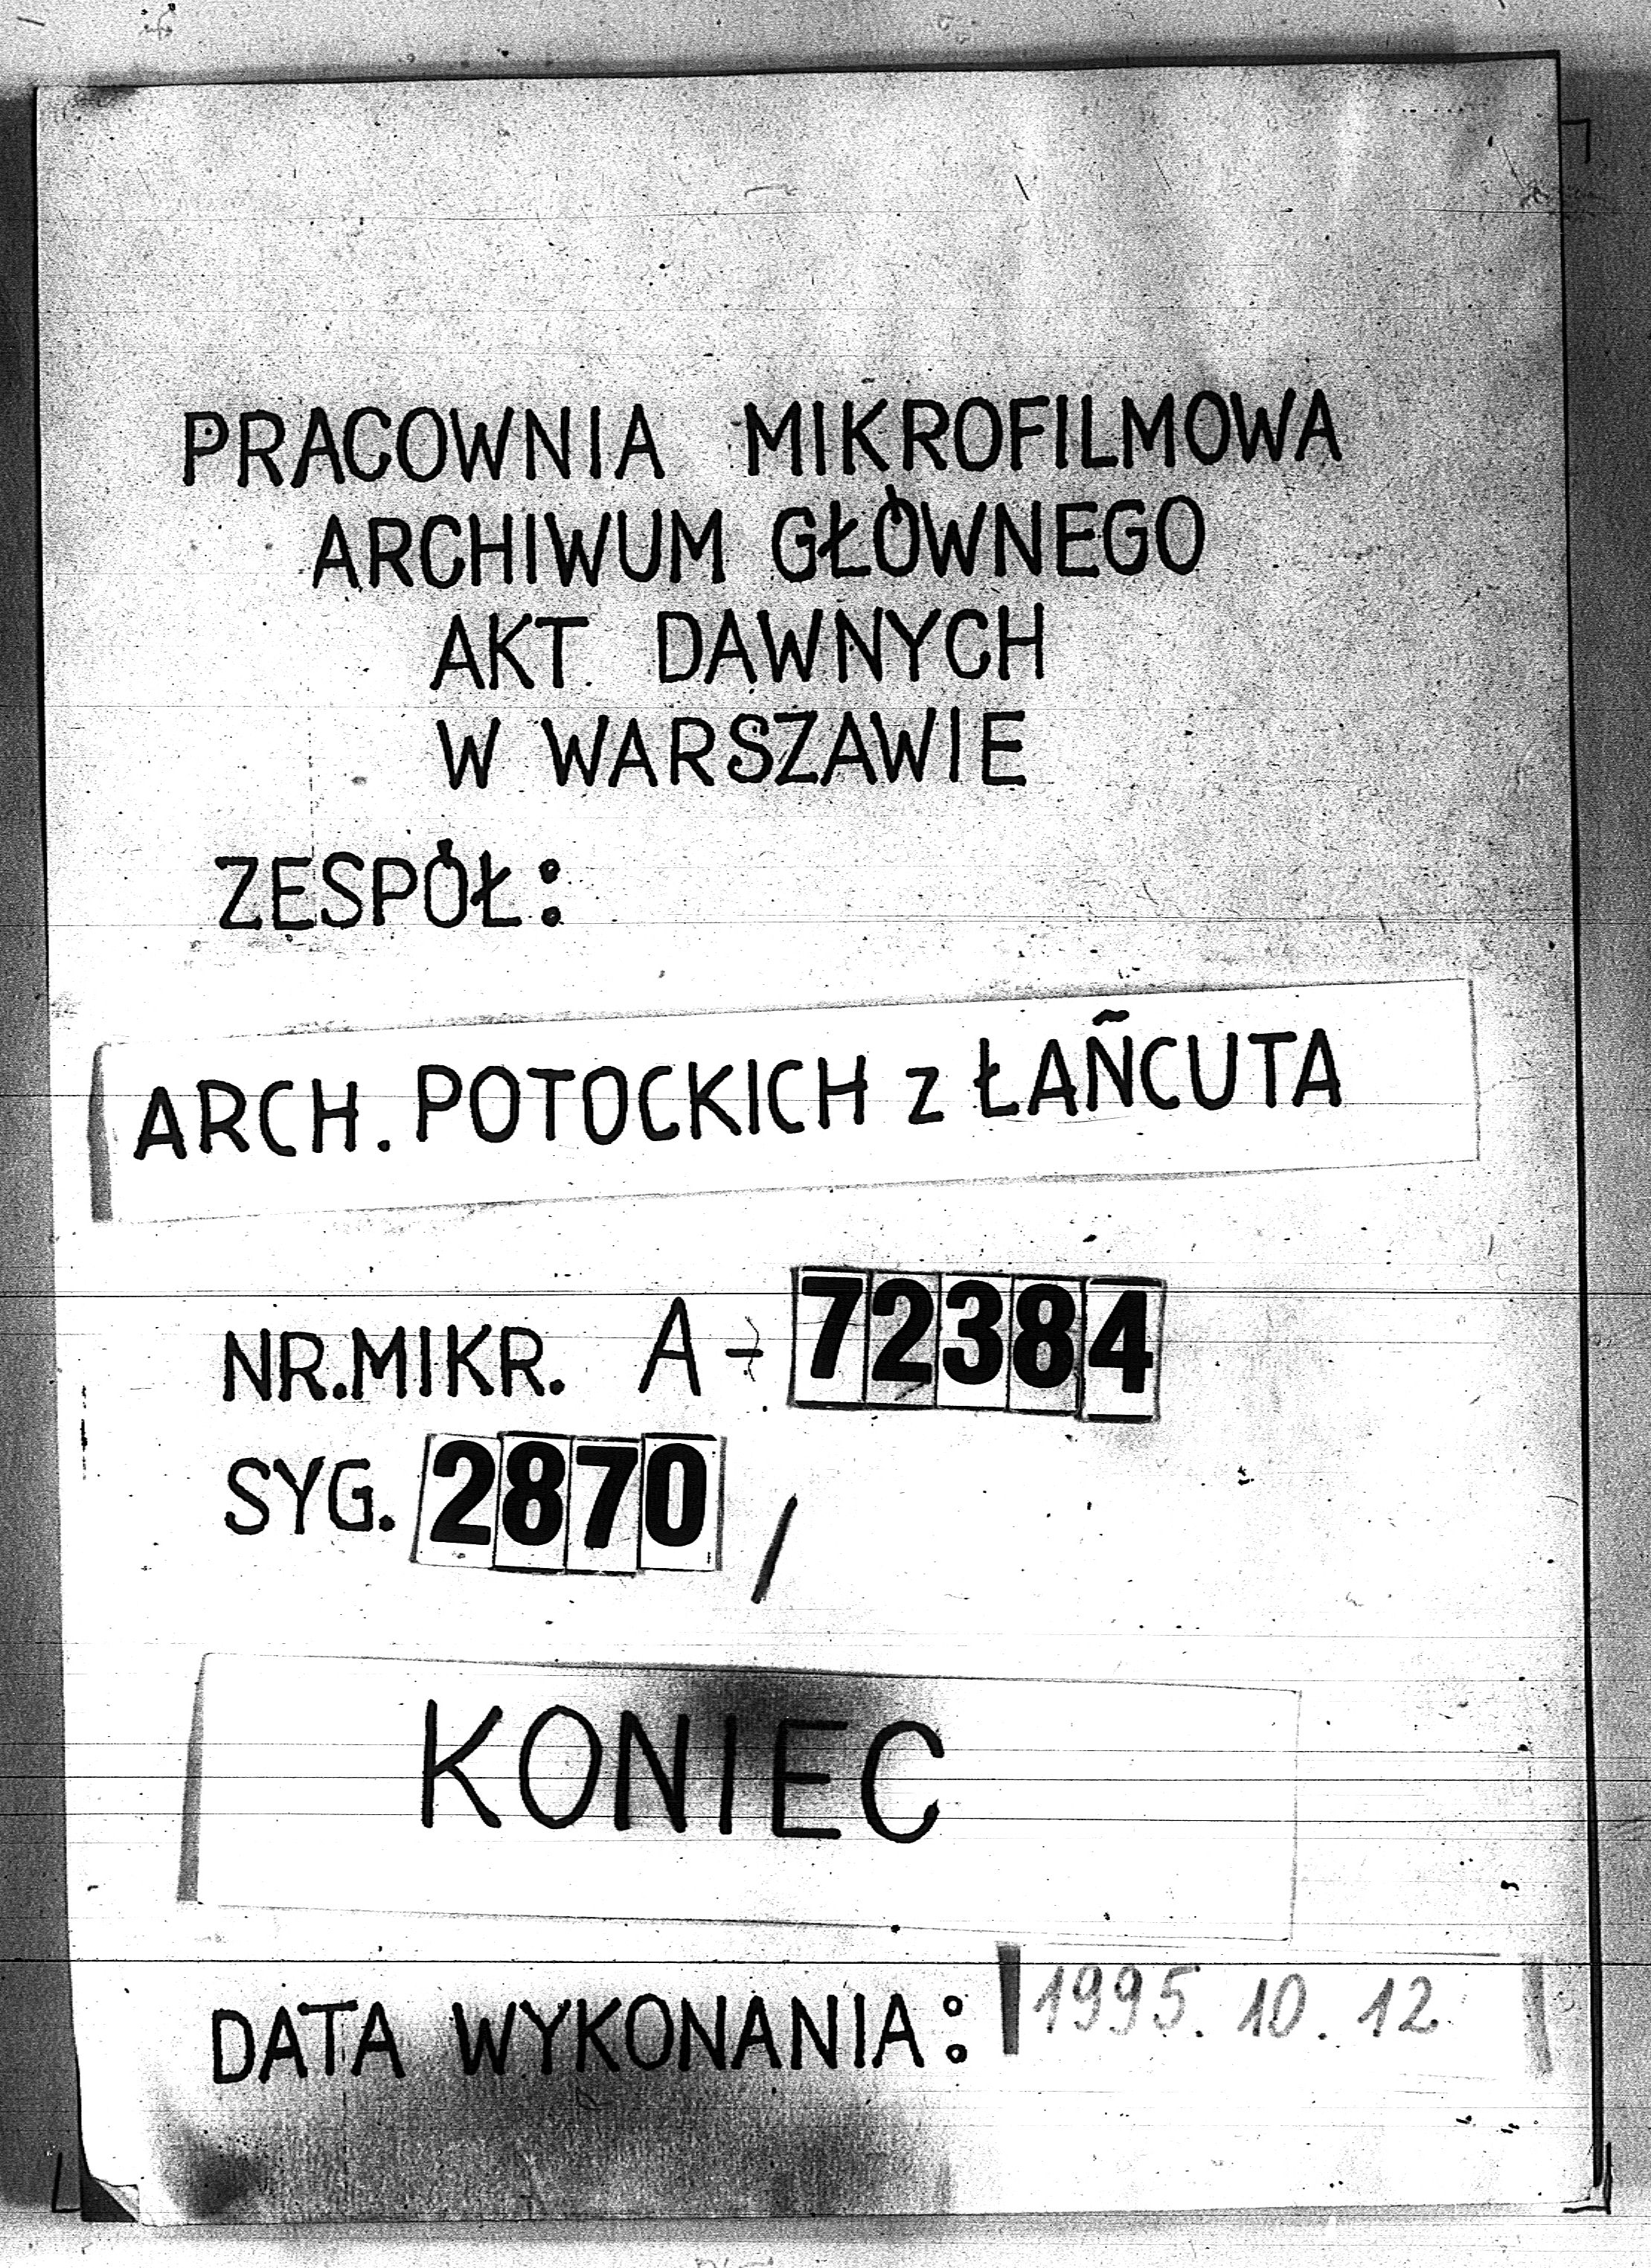 PRACOWNIA MIKROFILMOWA
ARCHIWUM GŁÓWNEGO
AKT DAWNYCH
W WARSZAWIE
ZESPÓŁ:
ARCH. POTOCKICH z ŁAŃCUTA
NR.MIKR. A-72384
SYG. 2870/
KONIEC
DATA WYKONANIA: 1995.10.12